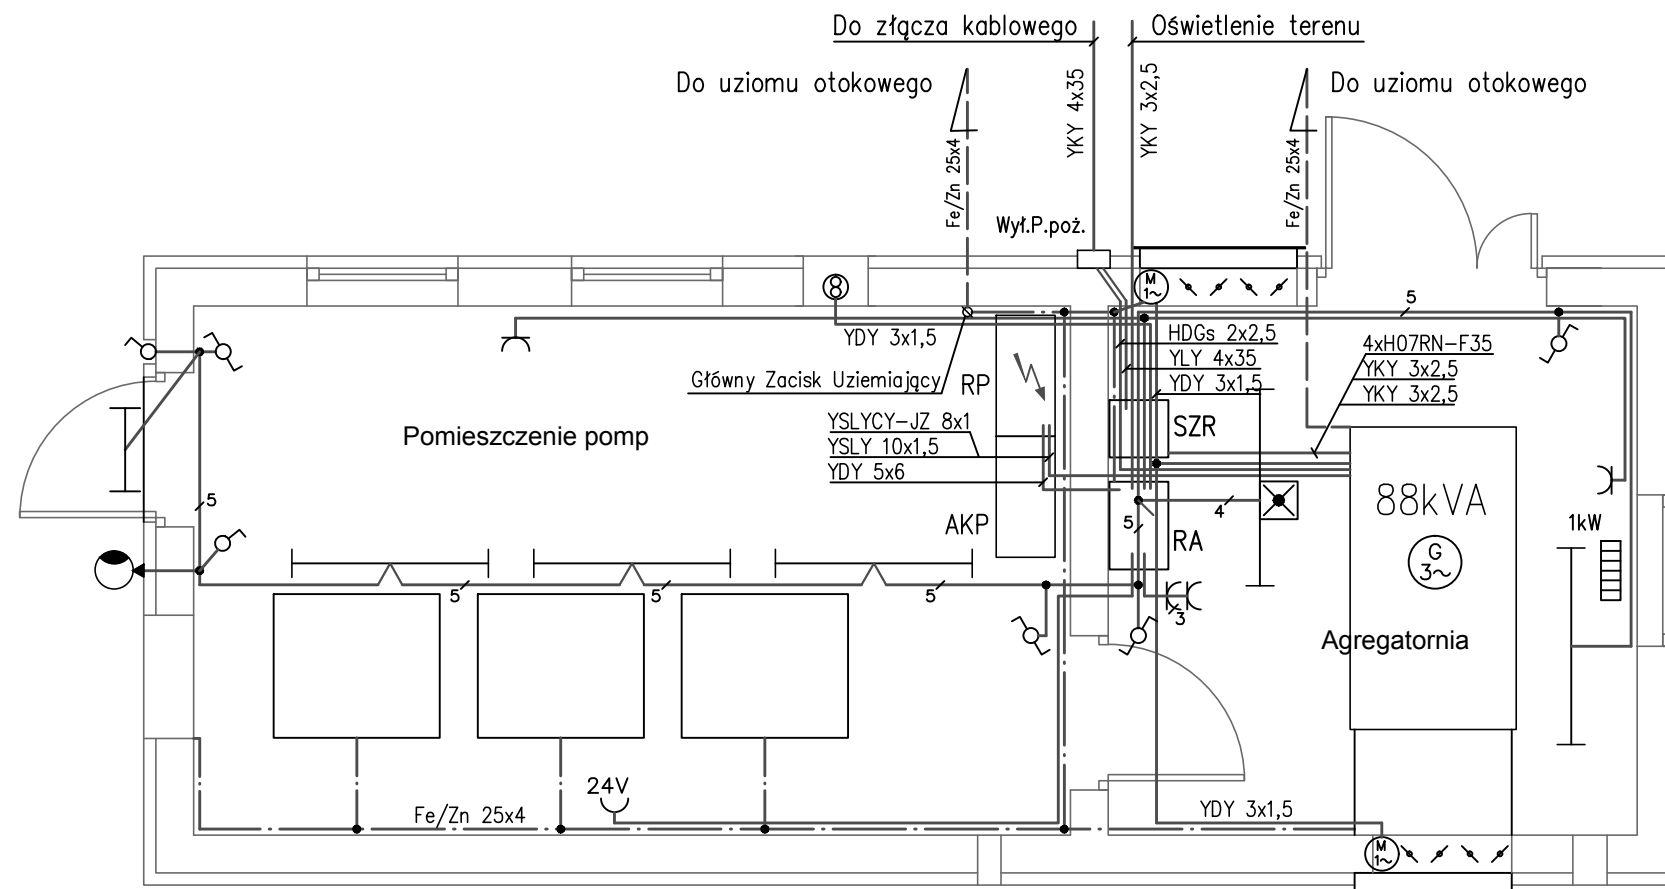 Do złącza kablowego
Oświetlenie terenu
Do uziomu otokowego
Do uziomu otokowego
YKY 4x35
YKY 3x2,5
Fe/Zn 25x4
Fe/Zn 25x4
Wył.P.poż.
8
M
1~
5
YDY 3x1,5
HDGs 2x2,5
YLY 4x35
YDY 3x1,5
4xH07RN-F35
YKY 3x2,5
YKY 3x2,5
Główny Zacisk Uziemiający
RP
SZR
YSLYCY-JZ 8x1
YSLY 10x1,5
YDY 5x6
Pomieszczenie pomp
5
AKP
RA
5
4
88kVA
G
3~
1kW
5
5
5
3
Agregatornia
24V
Fe/Zn 25x4
YDY 3x1,5
M
1~